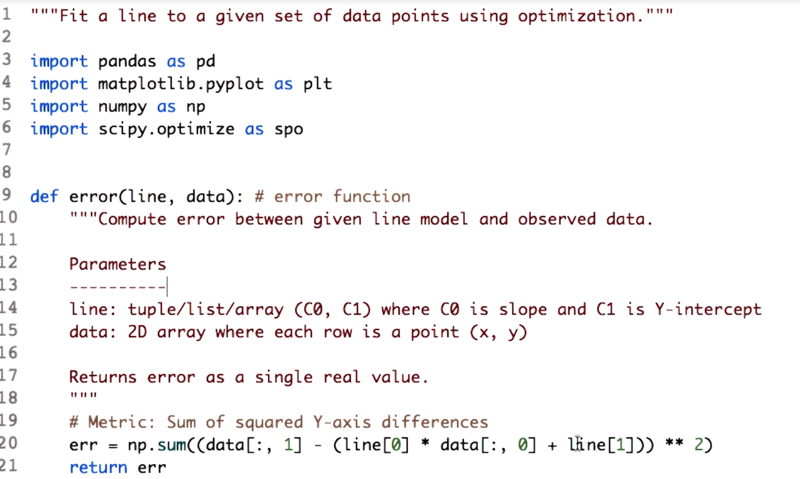 1 """Fit a line to a given set of data points using optimization."""
2
3 import pandas as pd
4 import matplotlib.pyplot as plt
5 import numpy as np
6 import scipy.optimize as spo
7
8
9 def error(line, data): # error function
10     """Compute error between given line model and observed data.
11
12     Parameters
13     ----------
14     line: tuple/list/array (C0, C1) where C0 is slope and C1 is Y-intercept
15     data: 2D array where each row is a point (x, y)
16
17     Returns error as a single real value.
18     """
19     # Metric: Sum of squared Y-axis differences
20     err = np.sum((data[:, 1] - (line[0] * data[:, 0] + line[1])) ** 2)
21     return err